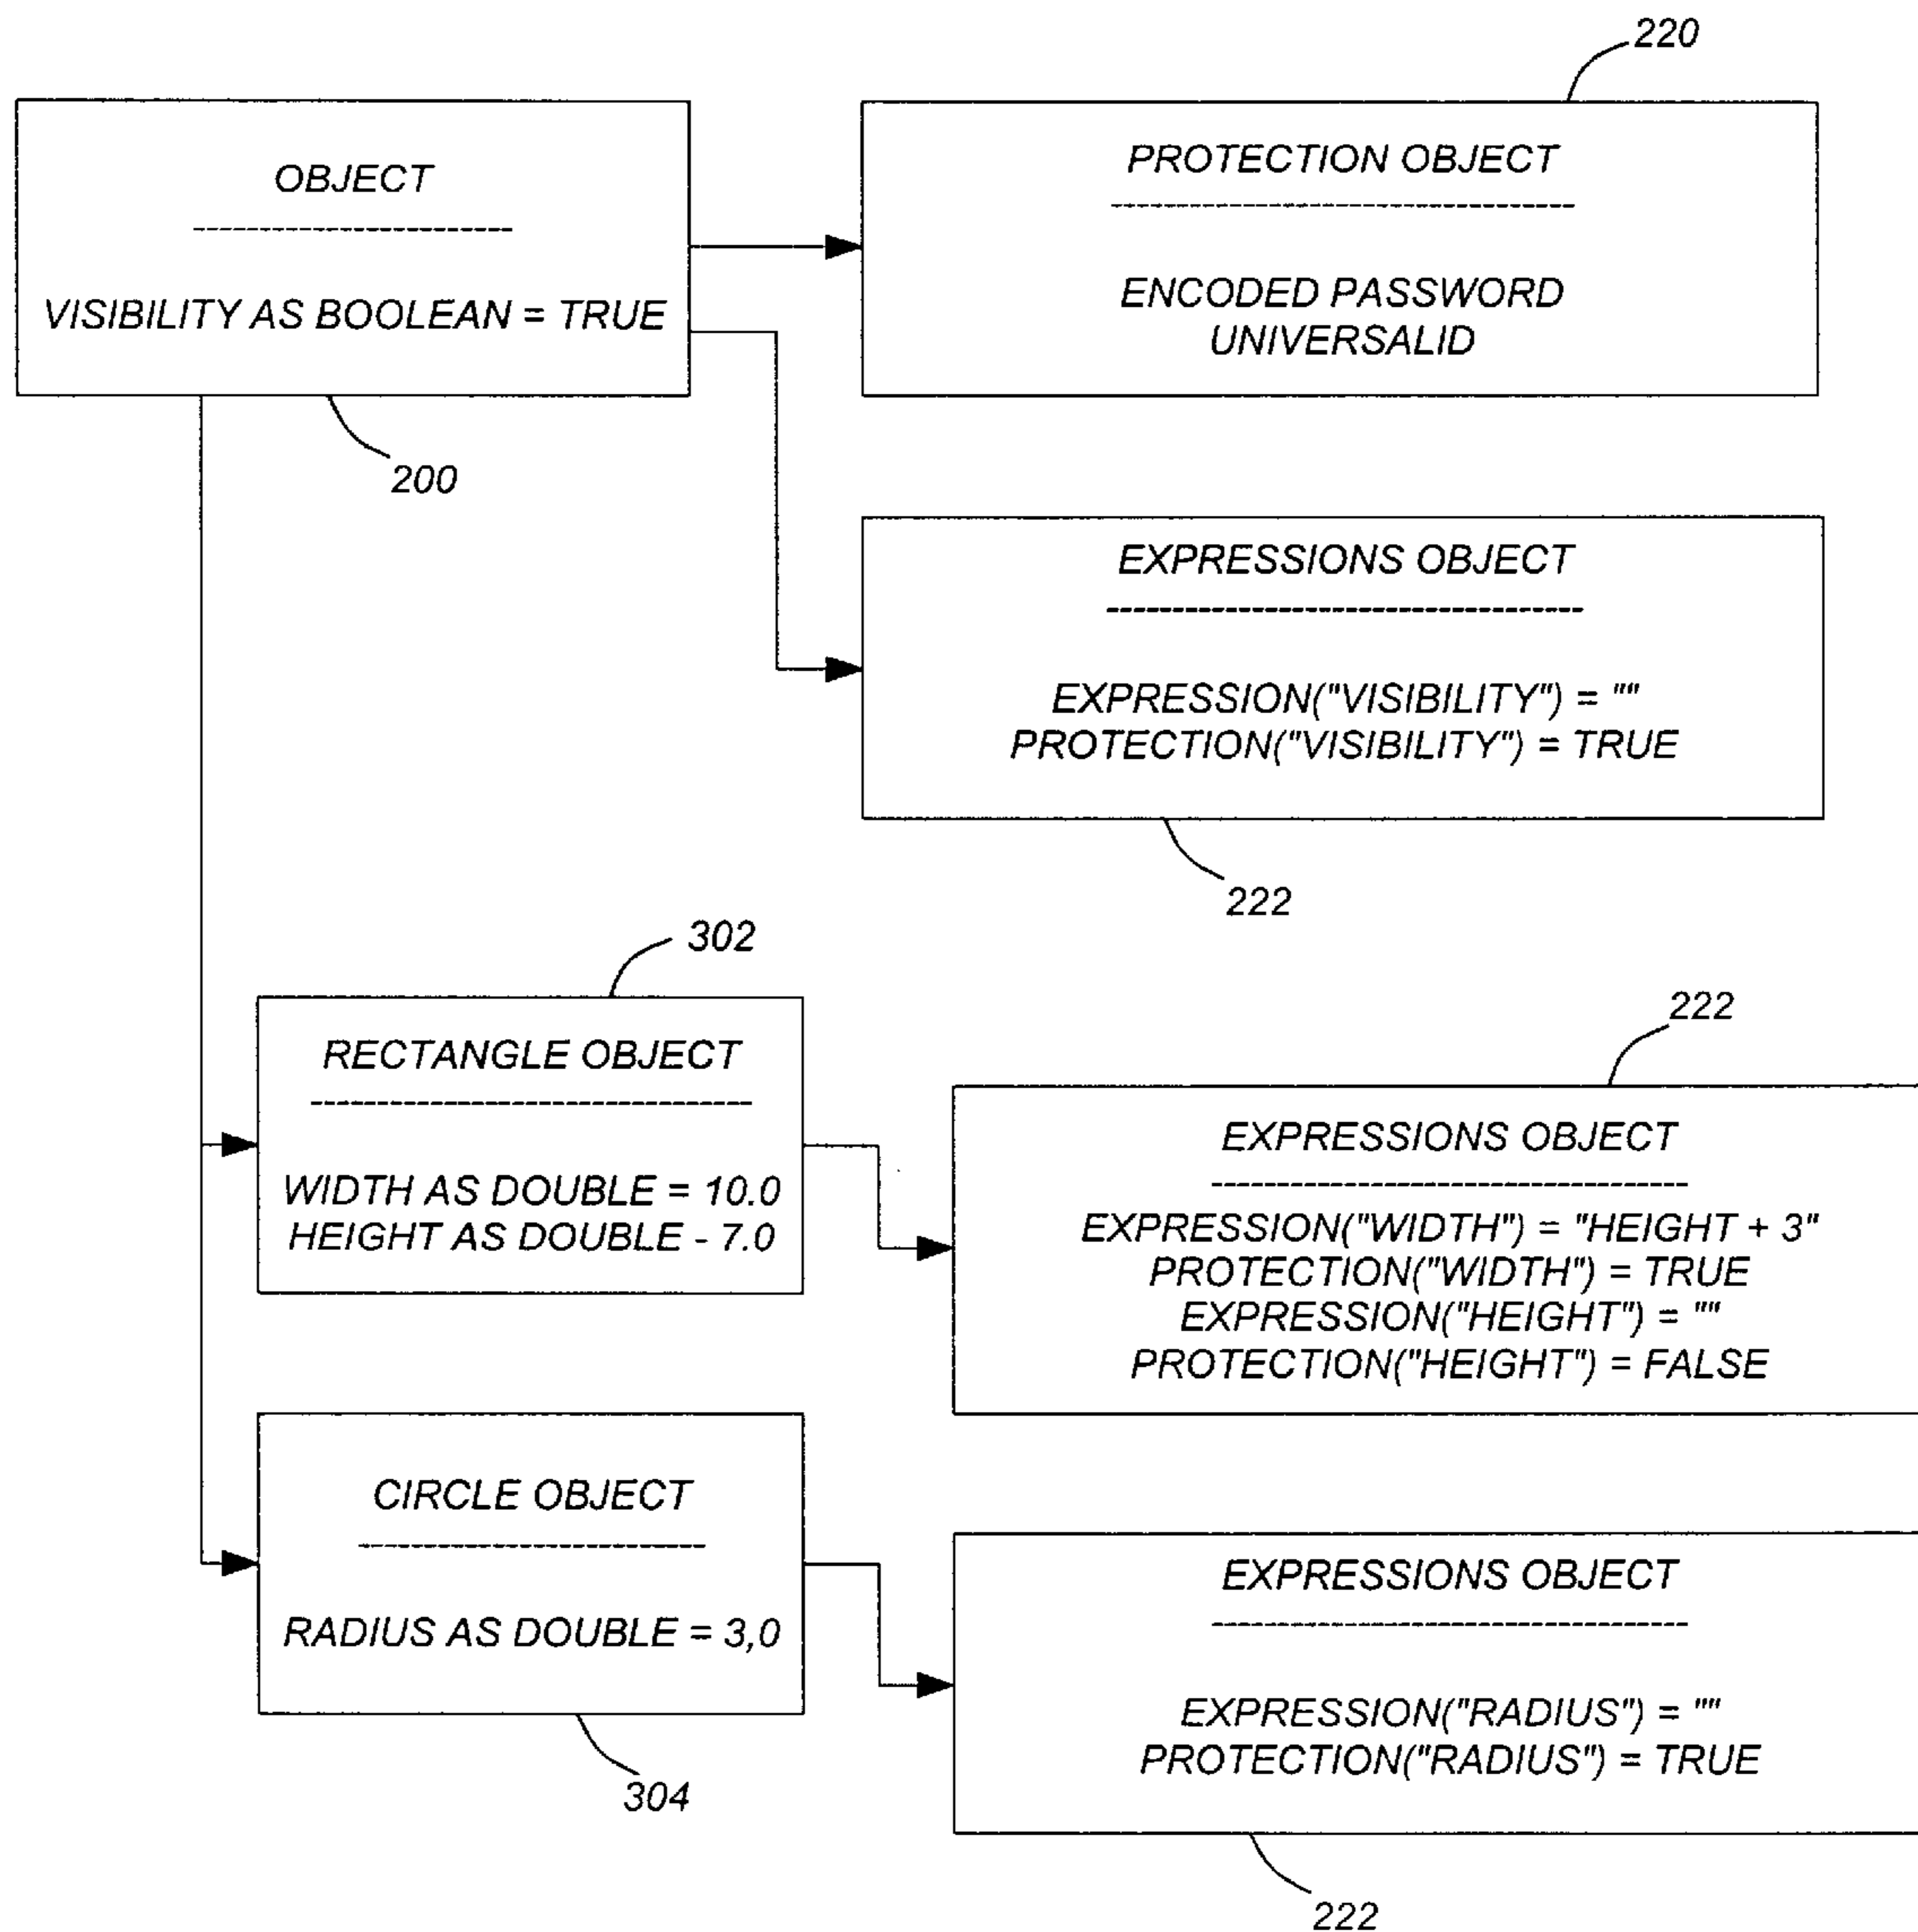 220
OBJECT
VISIBILITY AS BOOLEAN = TRUE
200
PROTECTION OBJECT
ENCODED PASSWORD
UNIVERSALID
EXPRESSIONS OBJECT
EXPRESSION("VISIBILITY") = ""
PROTECTION("VISIBILITY") = TRUE
222
302
RECTANGLE OBJECT
WIDTH AS DOUBLE = 10.0
HEIGHT AS DOUBLE - 7.0
222
EXPRESSIONS OBJECT
EXPRESSION("WIDTH") = "HEIGHT + 3"
PROTECTION("WIDTH") = TRUE
EXPRESSION("HEIGHT") = ""
PROTECTION("HEIGHT") = FALSE
CIRCLE OBJECT
RADIUS AS DOUBLE = 3,0
304
EXPRESSIONS OBJECT
EXPRESSION("RADIUS") = ""
PROTECTION("RADIUS") = TRUE
222